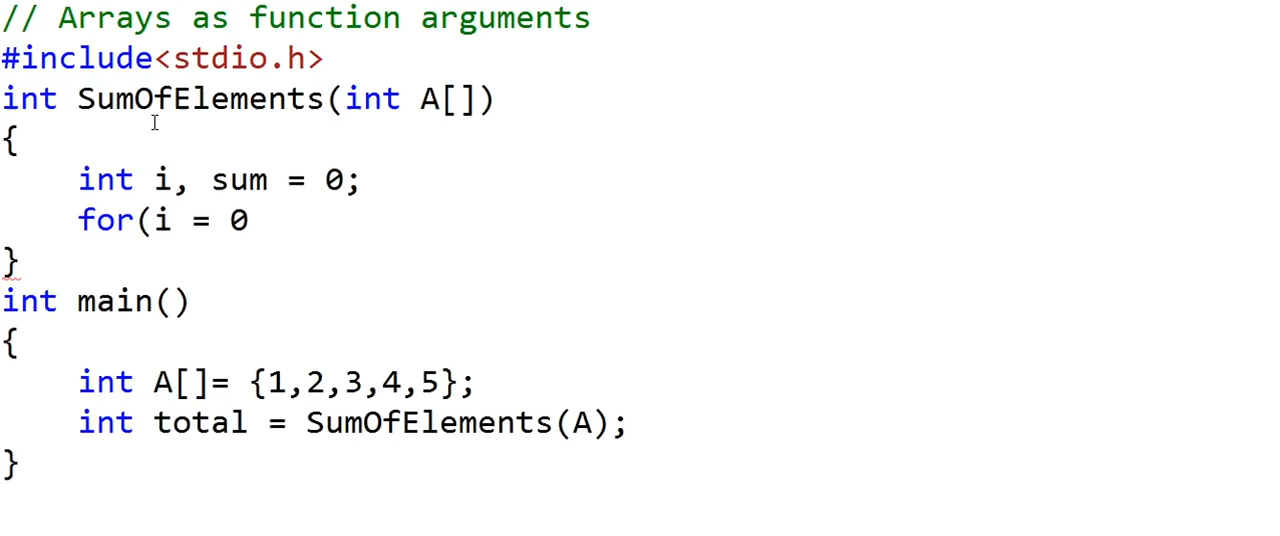 // Arrays as function arguments
#include<stdio.h>
int SumOfElements(int A[])
{
    int i, sum = 0;
    for(i = 0
}
int main()
{
    int A[]= {1,2,3,4,5};
    int total = SumOfElements(A);
}